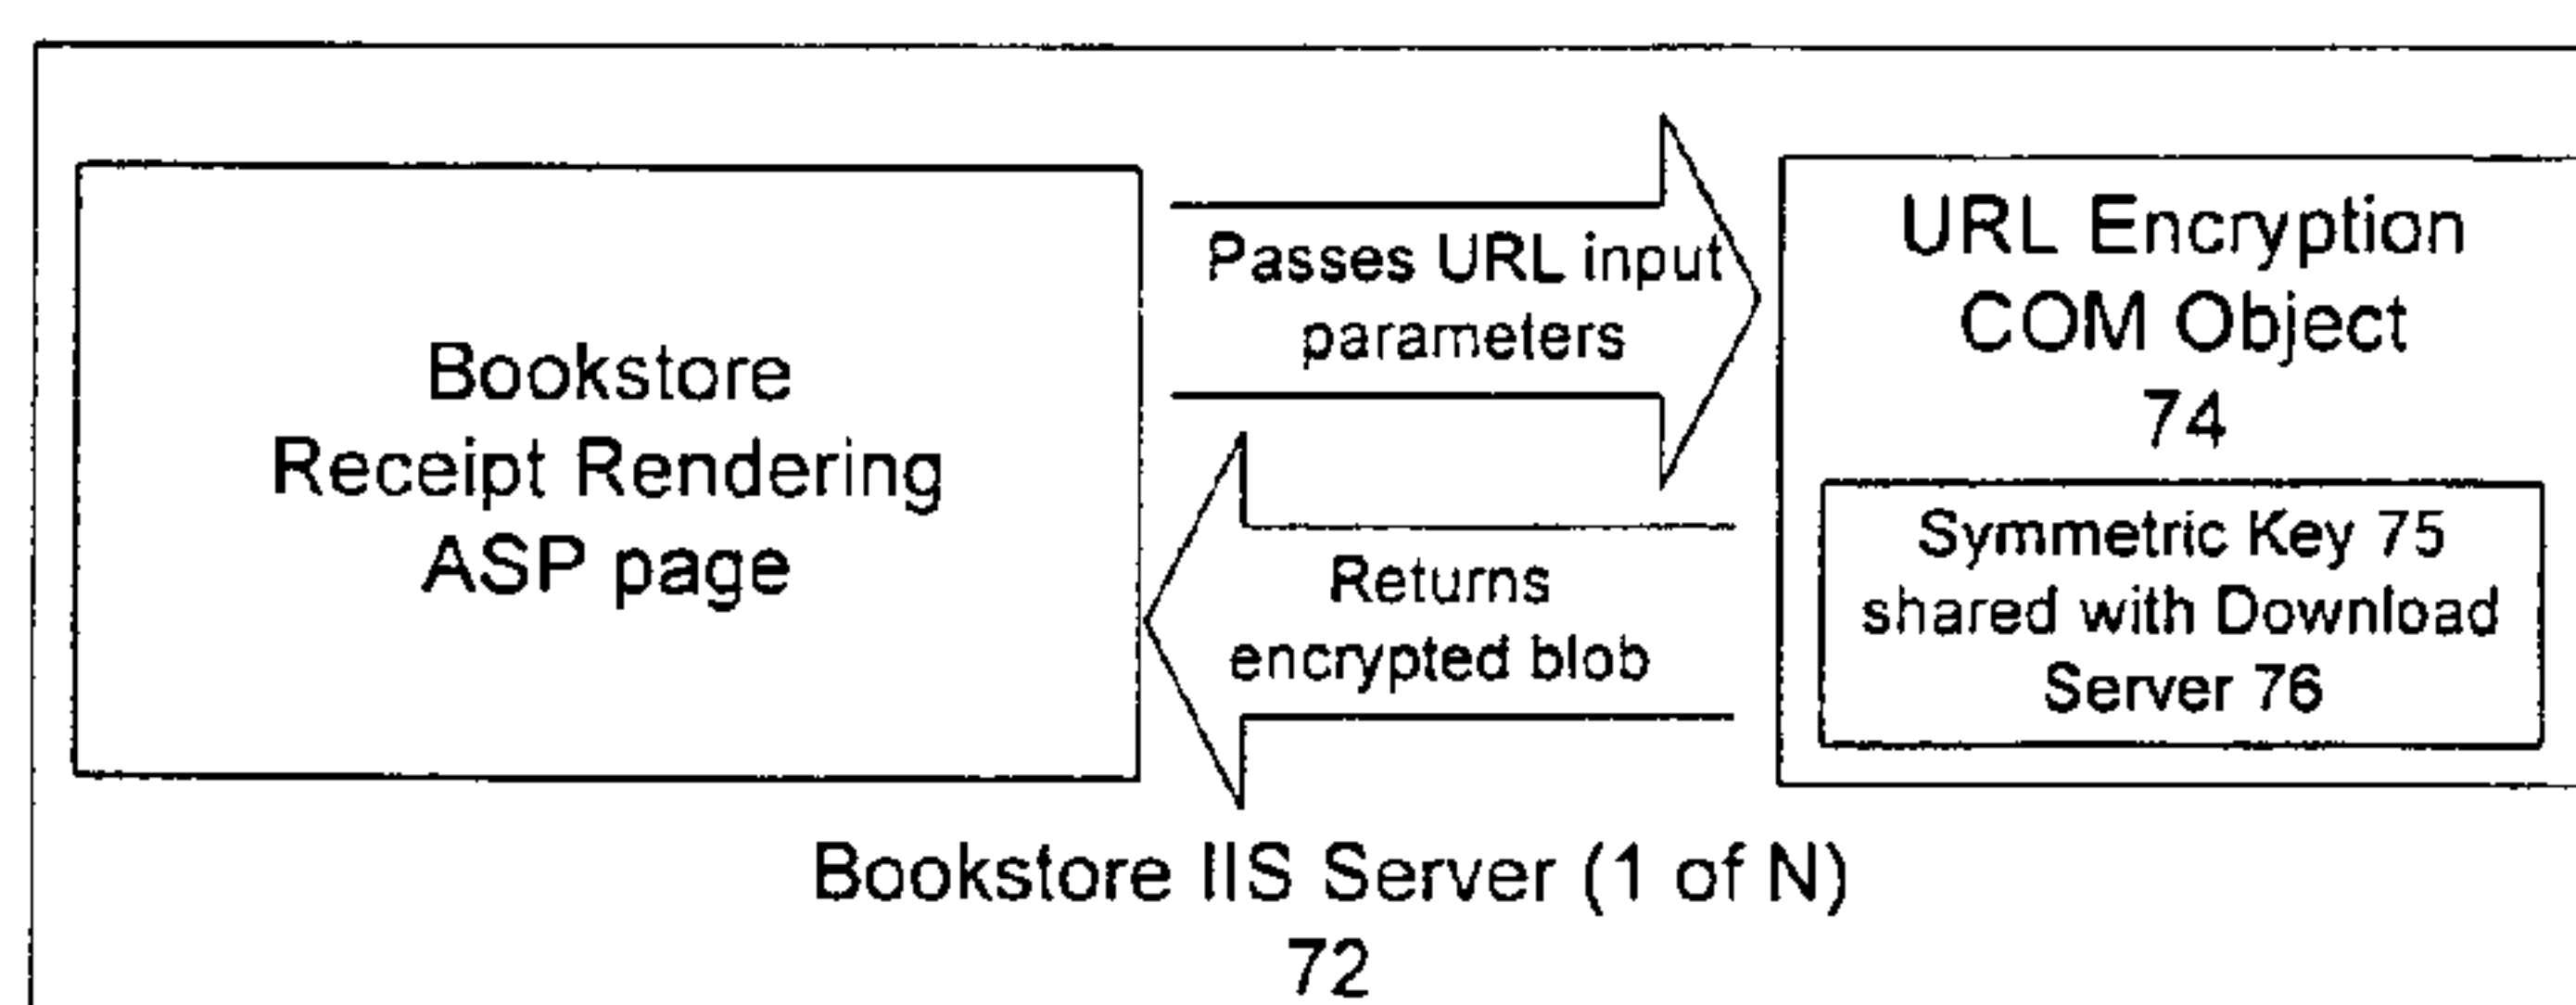 Bookstore
Receipt Rendering
ASP page
Passes URL input
parameters
Returns
encrypted blob
URL Encryption
COM Object
74
Symmetric Key 75
shared with Download
Server 76
Bookstore IIS Server (1 of N)
72